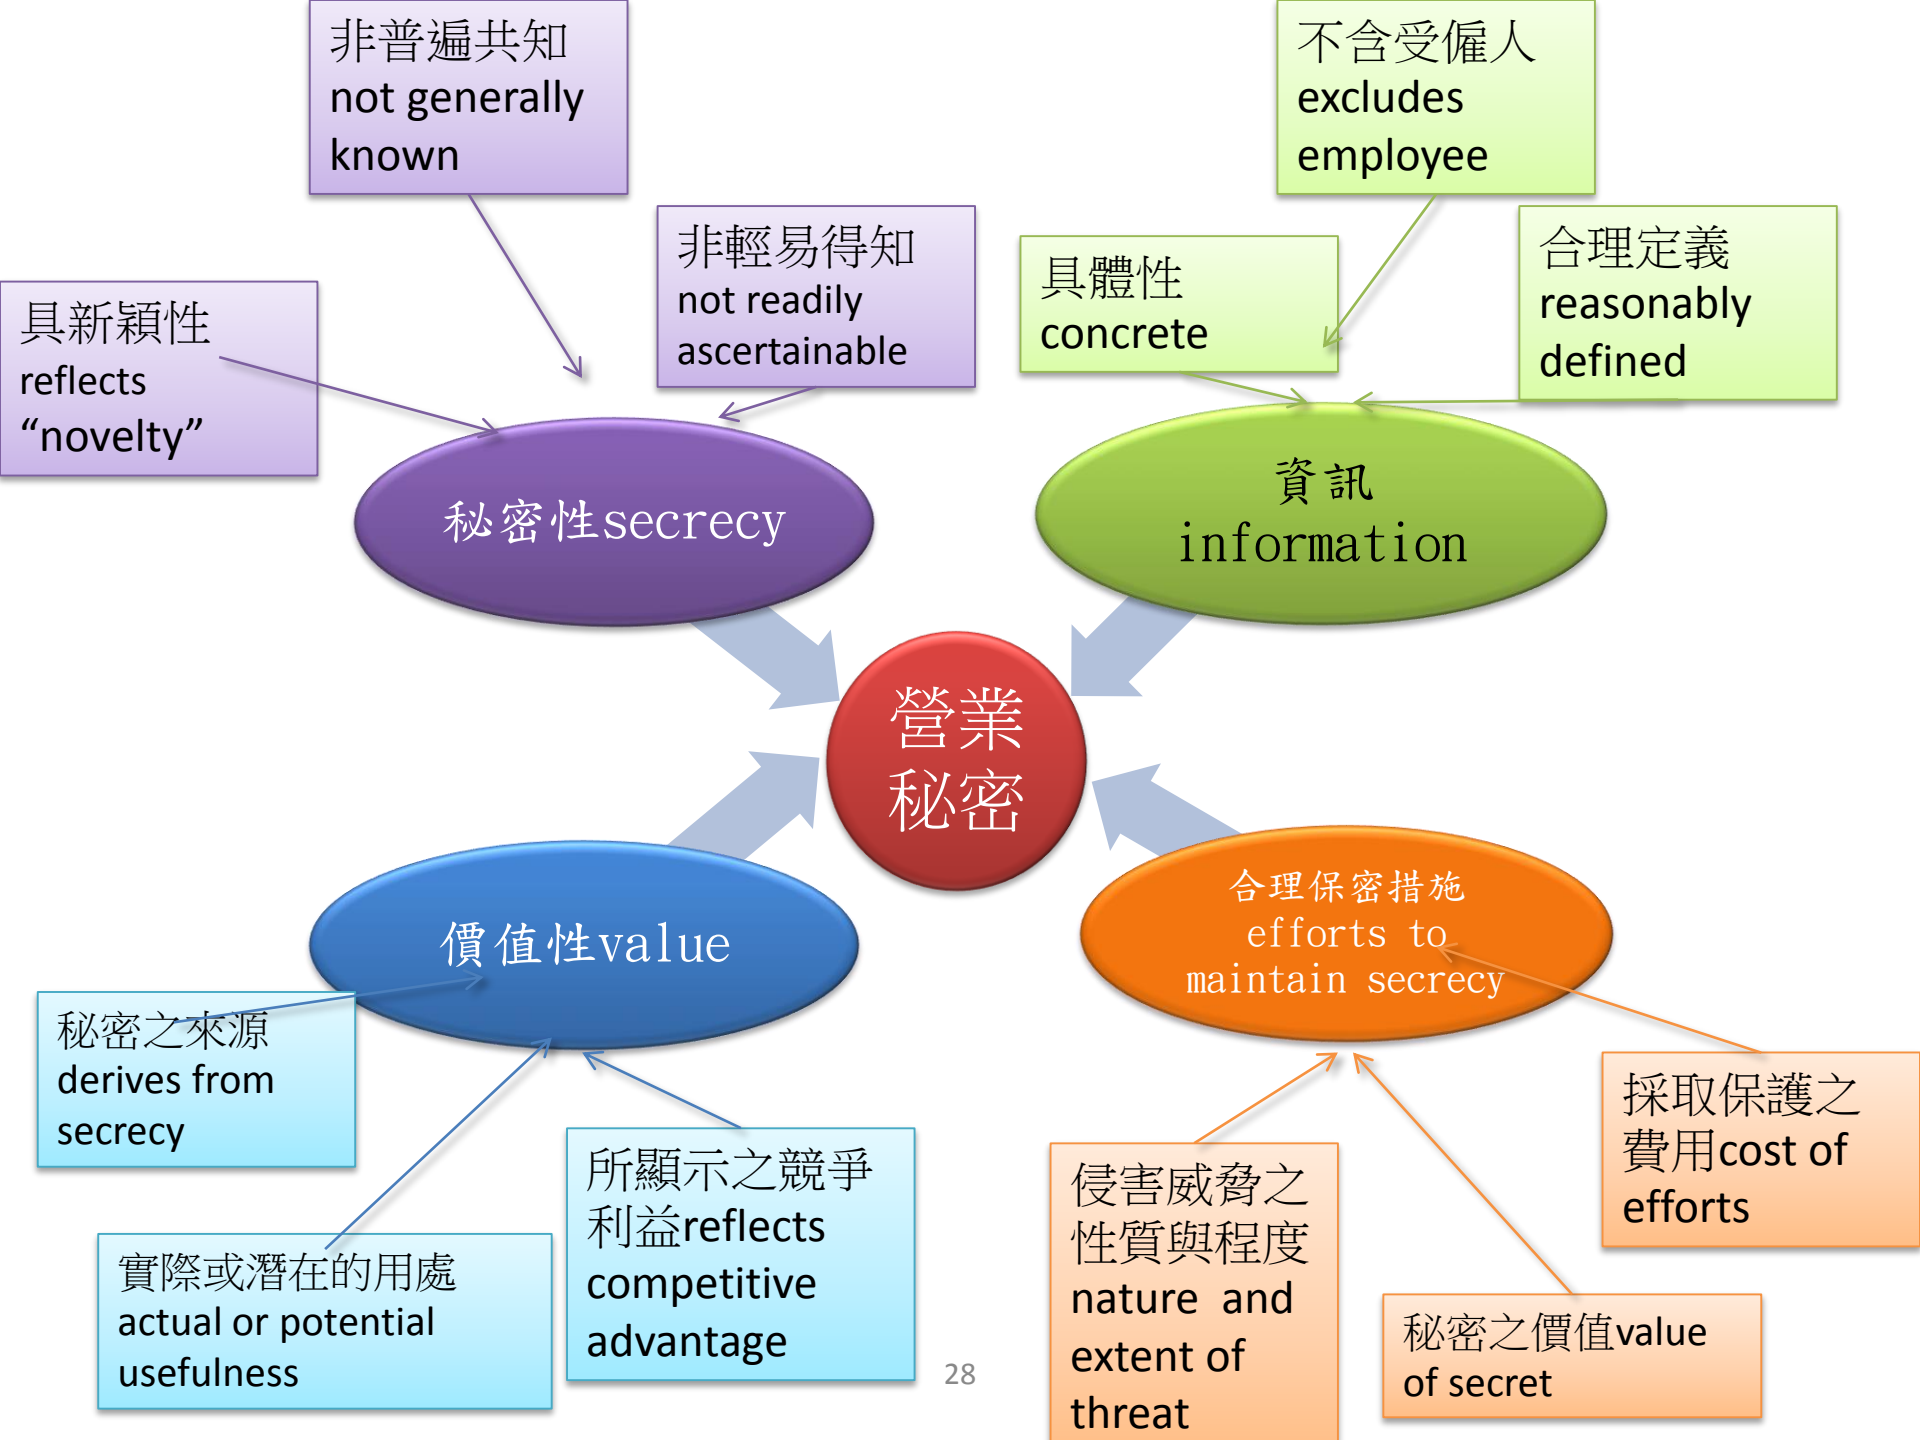 非普遍共知
not generally
known
不含受僱人
excludes
employee
具新穎性
reflects
“novelty”
非輕易得知
not readily
ascertainable
具體性
concrete
合理定義
reasonably
defined
秘密性secrecy
資訊
information
營業
秘密
價值性value
合理保密措施
efforts to
maintain secrecy
秘密之來源
derives from
secrecy
實際或潛在的用處
actual or potential
usefulness
所顯示之競爭
利益reflects
competitive
advantage
侵害威脅之
性質與程度
nature and
extent of
threat
秘密之價值value
of secret
採取保護之
費用cost of
efforts
28